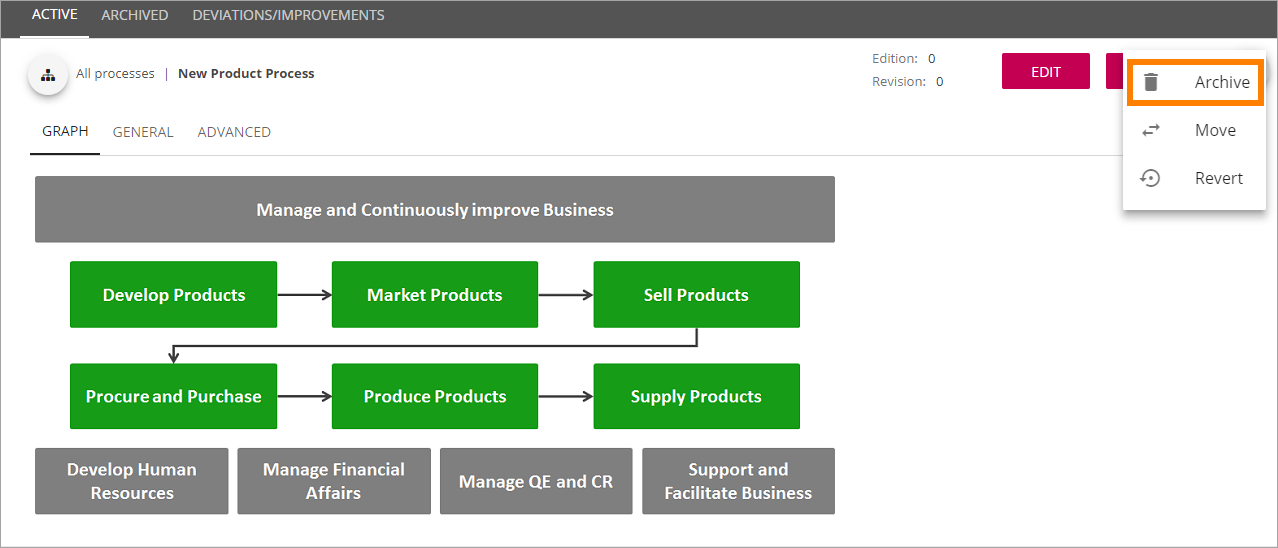 ACTIVE ARCHIVED DEVIATIONS/IMPROVEMENTS
All processes | New Product Process
Edition: 0
Revision: 0
EDIT
Archive
Move
Revert
GRAPH GENERAL ADVANCED
Manage and Continuously improve Business
Develop Products
Market Products
Sell Products
Procure and Purchase
Produce Products
Supply Products
Develop Human
Resources
Manage Financial
Affairs
Manage QE and CR
Support and
Facilitate Business